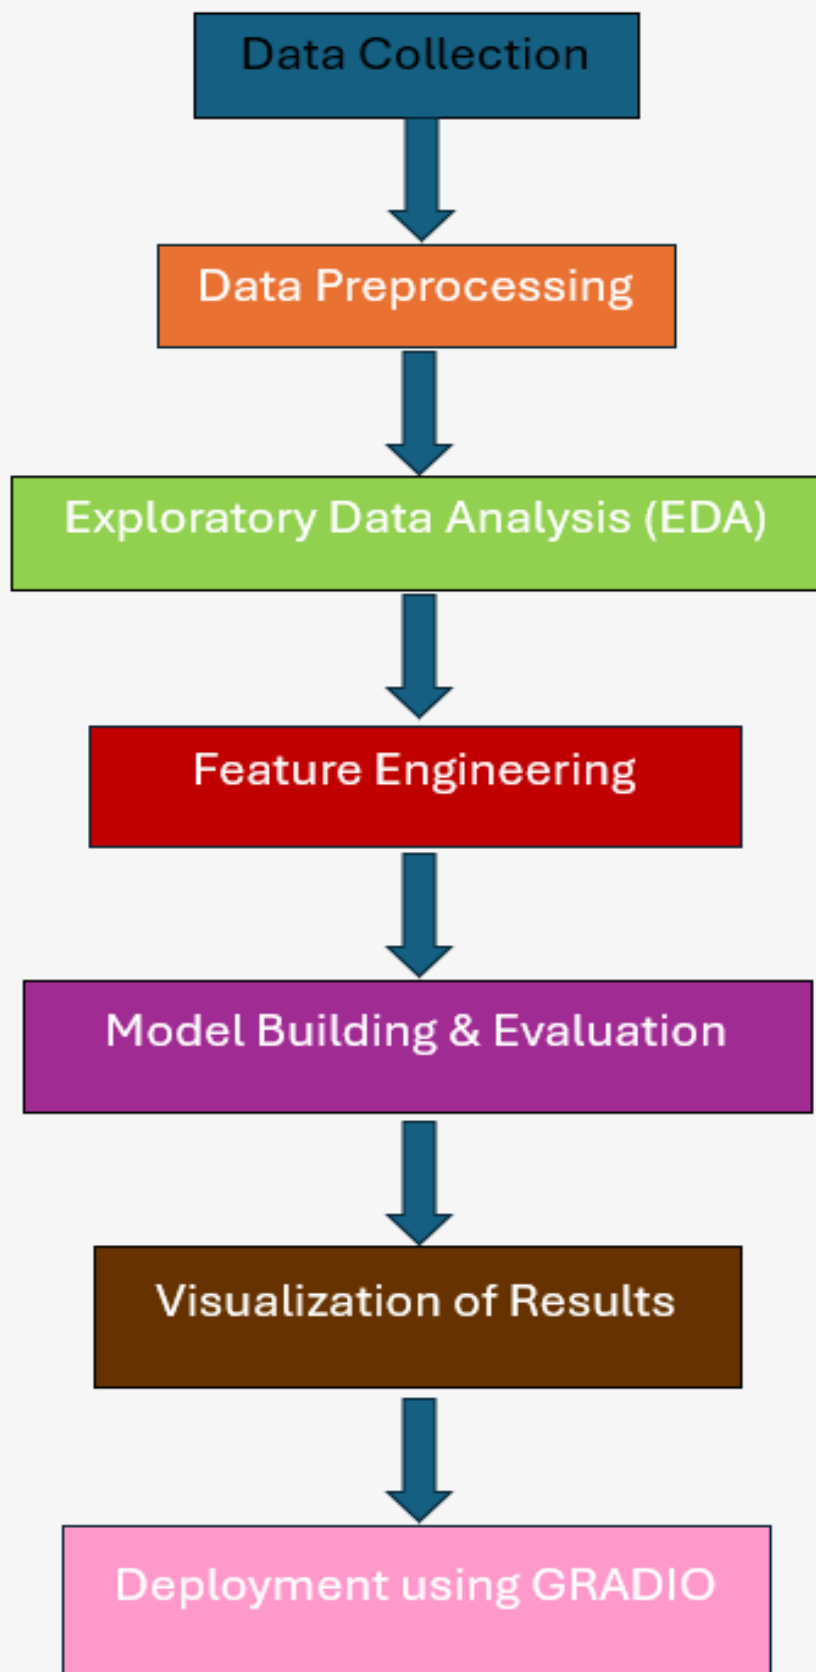 Data Collection
Data Preprocessing
Exploratory Data Analysis (EDA)
Feature Engineering
Model Building & Evaluation
Visualization of Results
Deployment using GRADIO